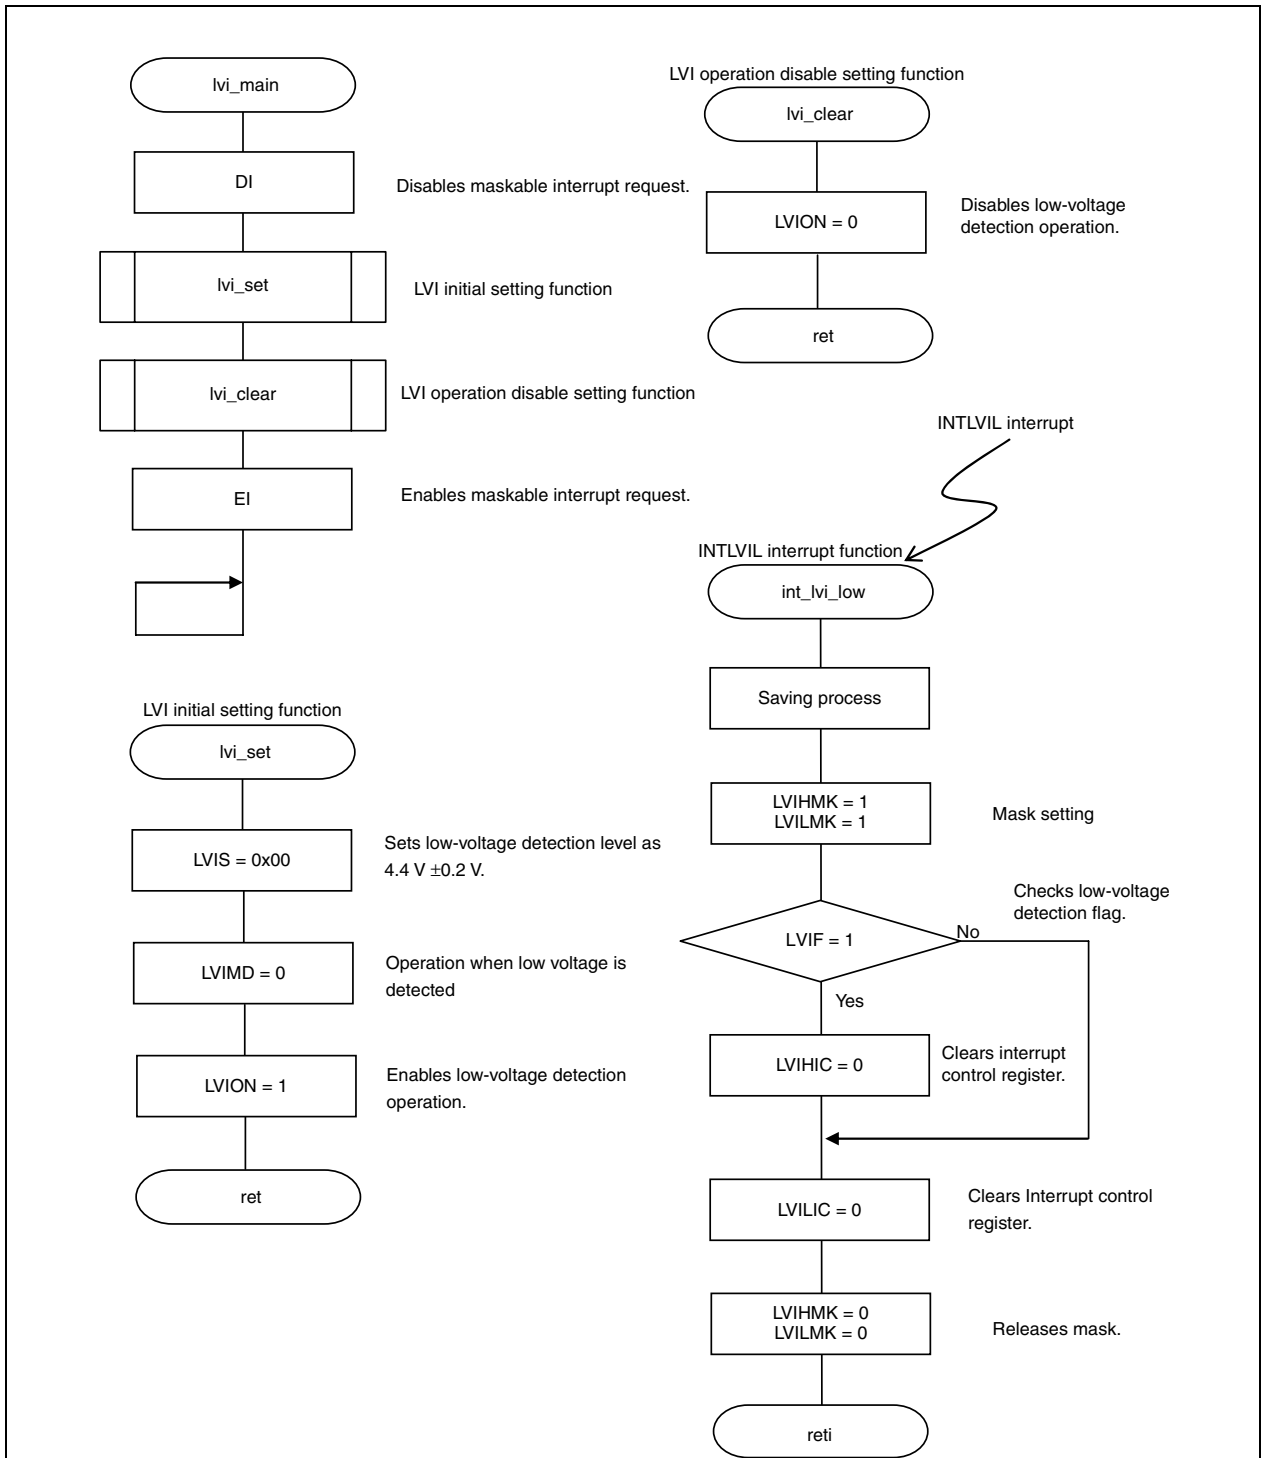 lvi_main
DI
Disables maskable interrupt request.
lvi_set
LVI initial setting function
lvi_clear
LVI operation disable setting function
EI
Enables maskable interrupt request.
LVI initial setting function
lvi_set
LVIS = 0x00
Sets low-voltage detection level as
4.4 V ±0.2 V.
LVIMD = 0
Operation when low voltage is
detected
LVION = 1
Enables low-voltage detection
operation.
ret
LVI operation disable setting function
lvi_clear
LVION = 0
Disables low-voltage
detection operation.
ret
INTLVIL interrupt
INTLVIL interrupt function
int_lvi_low
Saving process
LVIHMK = 1
LVILMK = 1
Mask setting
Checks low-voltage
detection flag.
LVIF = 1
No
Yes
LVIHIC = 0
Clears interrupt
control register.
LVILIC = 0
Clears Interrupt control
register.
LVIHMK = 0
LVILMK = 0
Releases mask.
reti